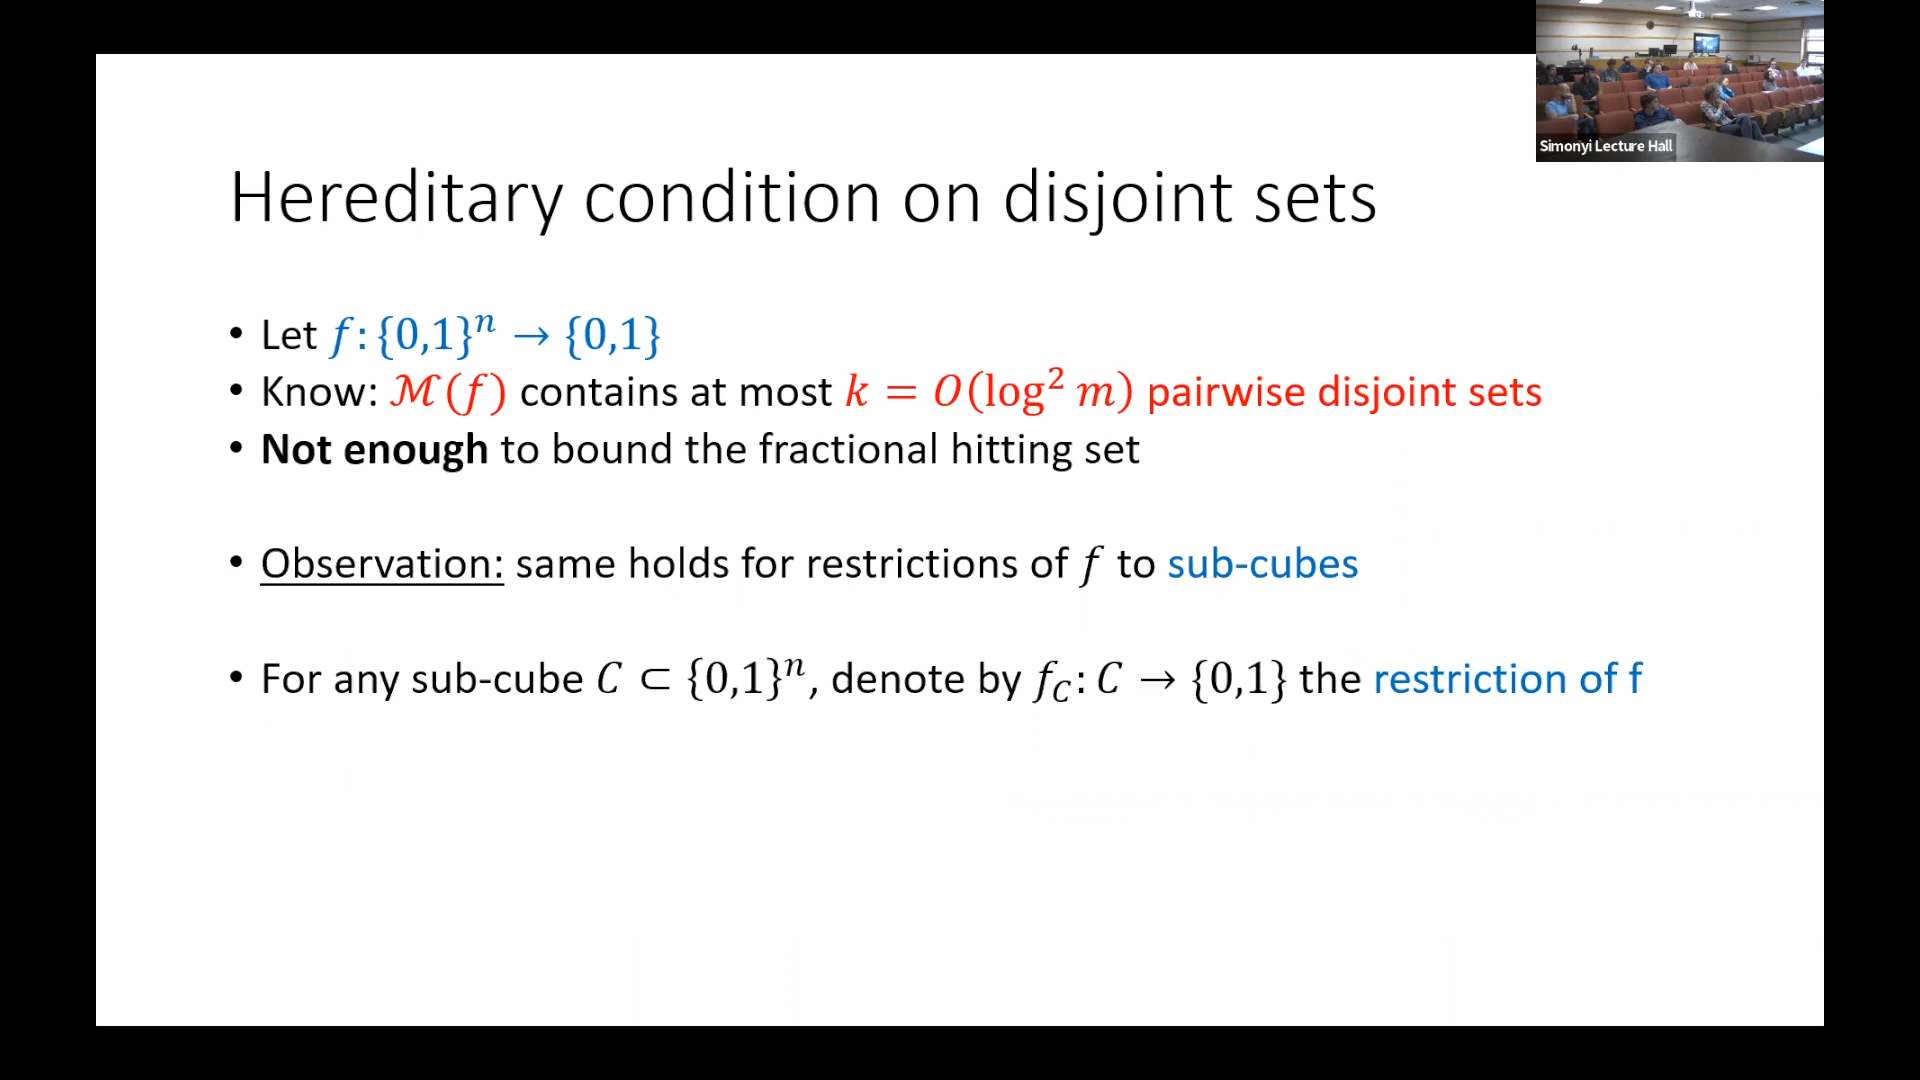 Simonyi Lecture Hall
Hereditary condition on disjoint sets
• Let f: {0,1}ⁿ → {0,1}
• Know: ℳ(f) contains at most k = O(log² m) pairwise disjoint sets
• Not enough to bound the fractional hitting set
• Observation: same holds for restrictions of f to sub-cubes
• For any sub-cube C ⊂ {0,1}ⁿ, denote by f_C: C → {0,1} the restriction of f